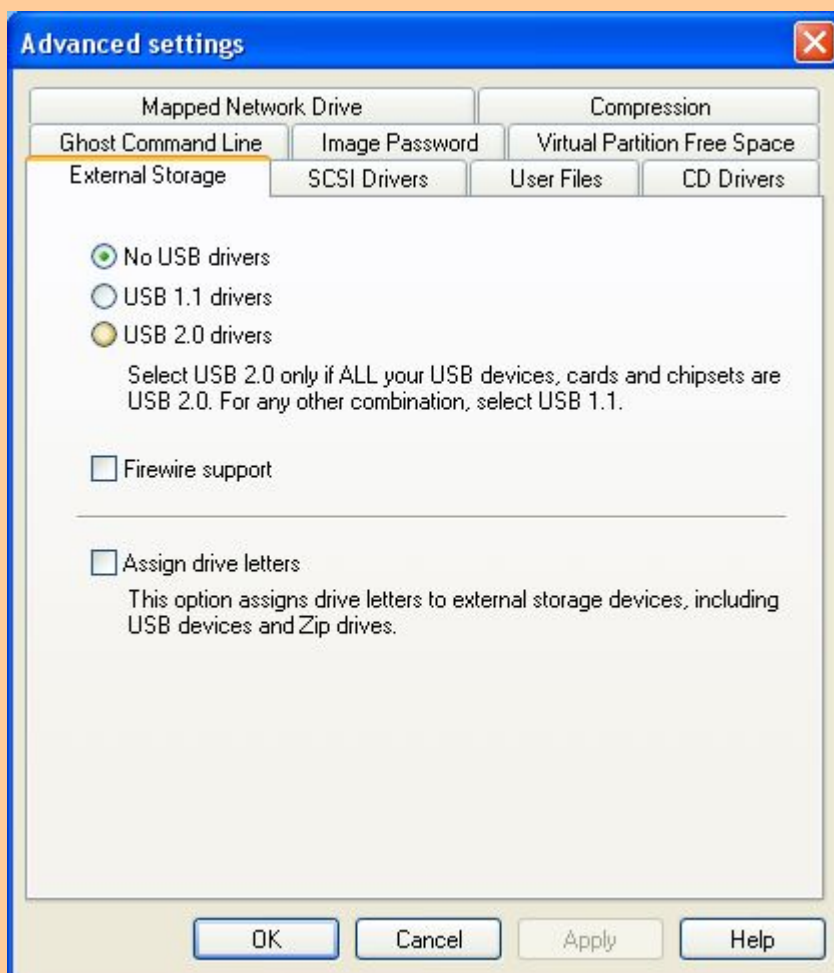 Advanced settings
Mapped Network Drive Compression
Ghost Command Line Image Password Virtual Partition Free Space
External Storage SCSI Drivers User Files CD Drivers
No USB drivers
USB 1.1 drivers
USB 2.0 drivers
Select USB 2.0 only if ALL your USB devices, cards and chipsets are
USB 2.0. For any other combination, select USB 1.1.
Firewire support
Assign drive letters
This option assigns drive letters to external storage devices, including
USB devices and Zip drives.
OK Cancel Apply Help